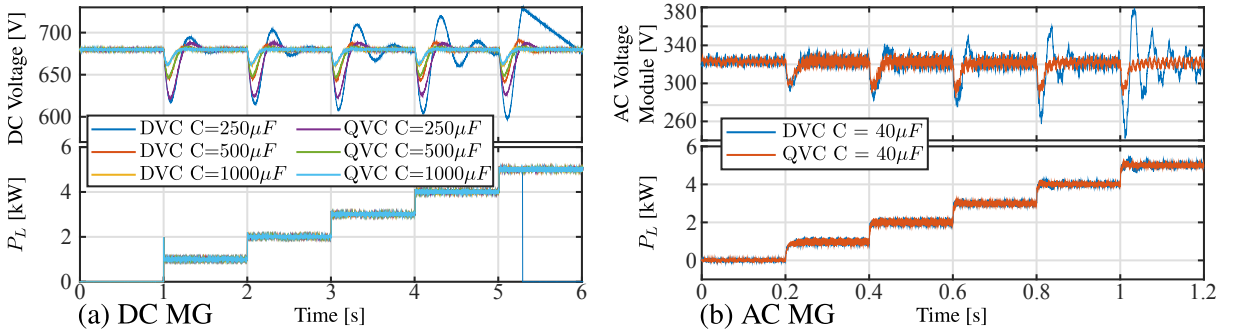 DC Voltage [V]
700
650
600
DVC C=250μF
QVC C=250μF
DVC C=500μF
QVC C=500μF
DVC C=1000μF
QVC C=1000μF
P_L [kW]
6
4
2
0
0 1 2 3 4 5 6
(a) DC MG
Time [s]
AC Voltage
Module [V]
380
340
300
260
DVC C = 40μF
QVC C = 40μF
P_L [kW]
6
4
2
0
0 0.2 0.4 0.6 0.8 1 1.2
(b) AC MG
Time [s]